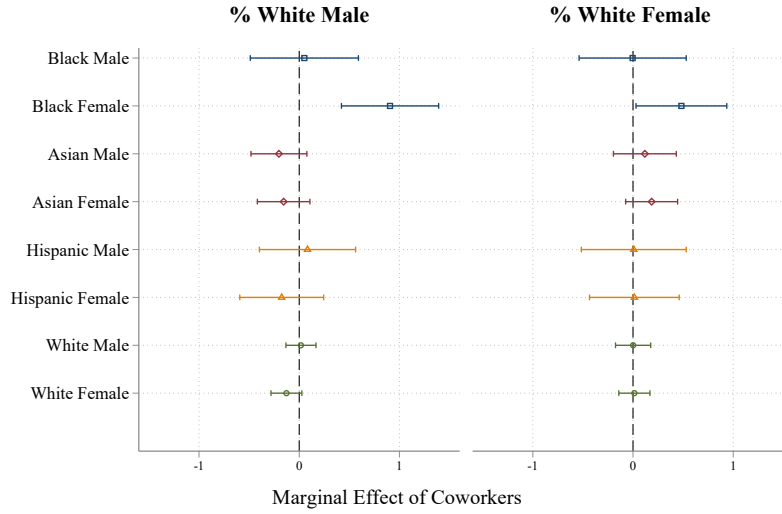 % White Male
% White Female
Black Male
Black Female
Asian Male
Asian Female
Hispanic Male
Hispanic Female
White Male
White Female
-1 0 1
-1 0 1
Marginal Effect of Coworkers